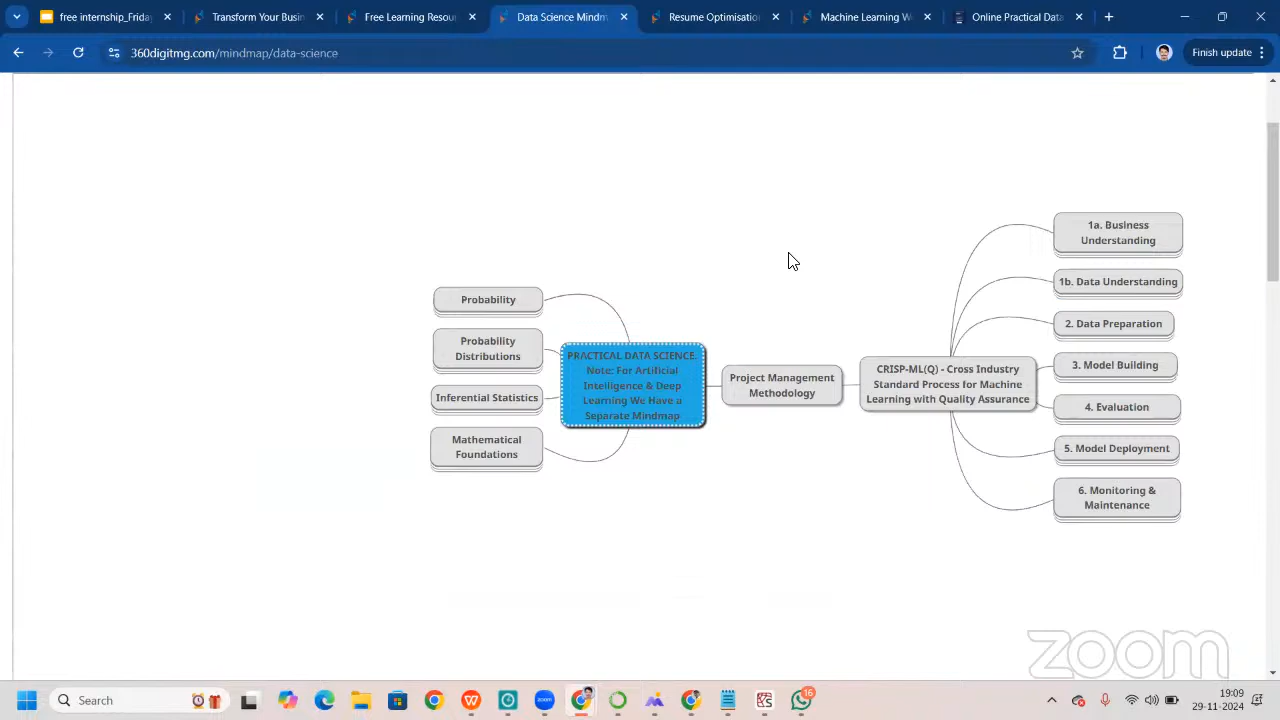 free internship_Friday
Transform Your Busin
Free Learning Resou
Data Science Mindm
Resume Optimisatio
Machine Learning W
Online Practical Data
360digitmg.com/mindmap/data-science
Finish update
Probability
Probability
Distributions
Inferential Statistics
Mathematical
Foundations
PRACTICAL DATA SCIENCE.
Note: For Artificial
Intelligence & Deep
Learning We Have a
Separate Mindmap
Project Management
Methodology
CRISP-ML(Q) - Cross Industry
Standard Process for Machine
Learning with Quality Assurance
1a. Business
Understanding
1b. Data Understanding
2. Data Preparation
3. Model Building
4. Evaluation
5. Model Deployment
6. Monitoring &
Maintenance
zoom
Search
zoom
16
19:09
29-11-2024